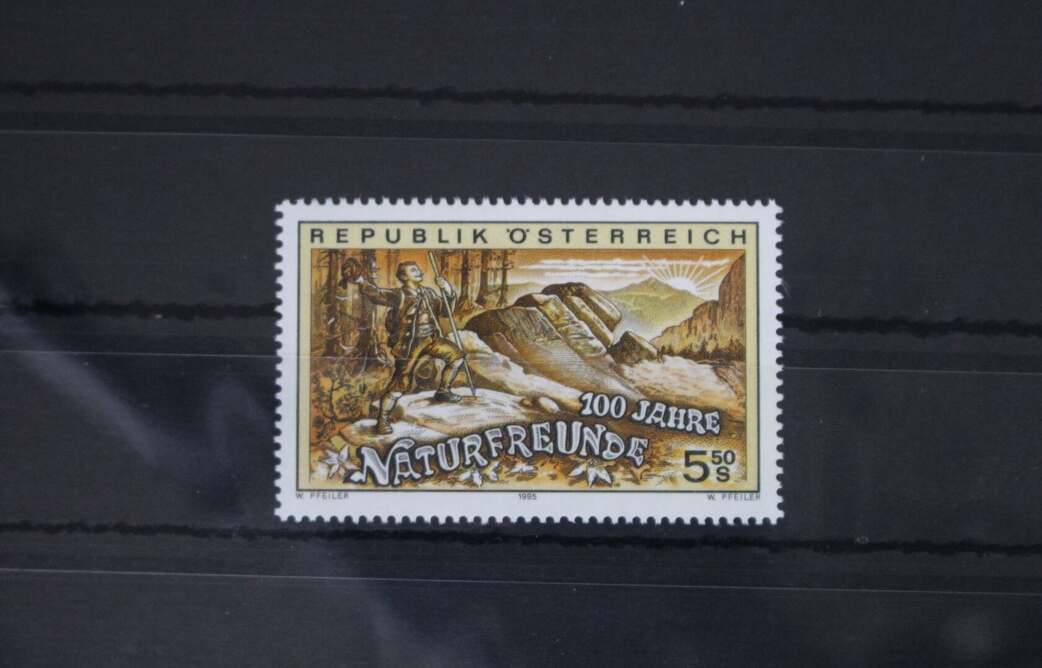 REPUBLIK ÖSTERREICH
100 JAHRE
NATURFREUNDE
5 50 S
W. PFEILER 1995 W. PFEILER